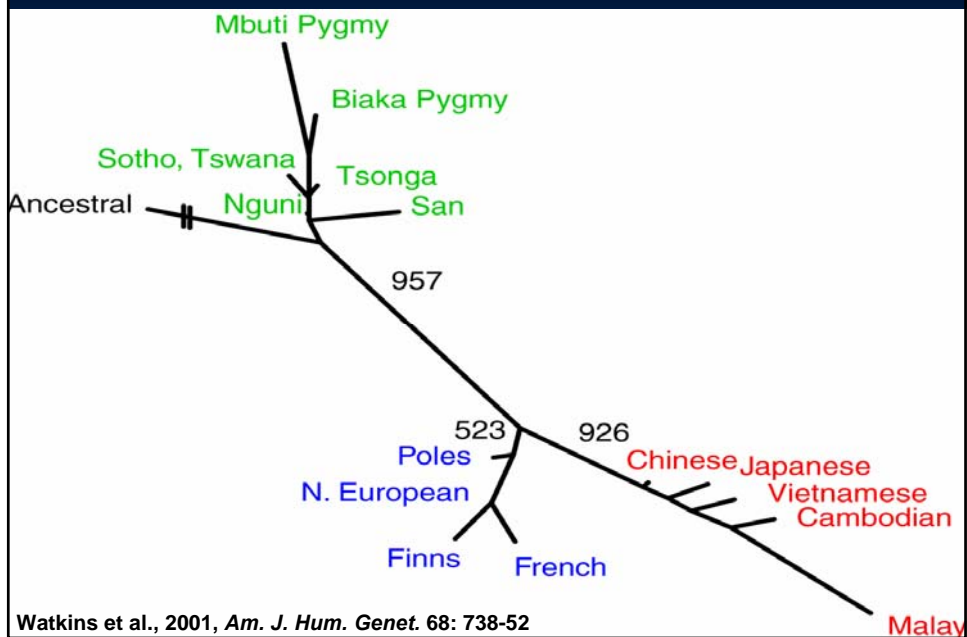 Mbuti Pygmy
Biaka Pygmy
Sotho, Tswana
Tsonga
Ancestral
Nguni
San
957
523
926
Poles
Chinese
Japanese
N. European
Vietnamese
Cambodian
Finns
French
Watkins et al., 2001, Am. J. Hum. Genet. 68: 738-52
Malay